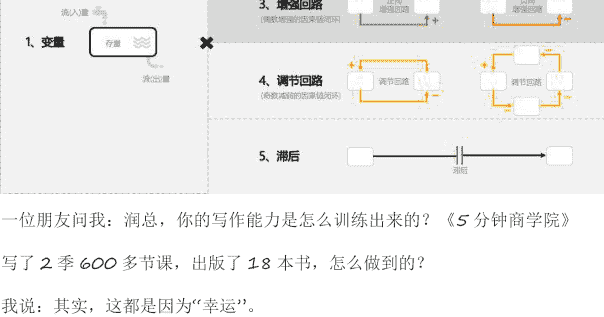 流(入)量
1、变量
存量
流(出)量
3、增强回路
(偶数增强的因果链闭环)
增强回路
增强回路
4、调节回路
(奇数减弱的因果链闭环)
调节回路
调节回路
5、滞后
滞后
一位朋友问我：润总，你的写作能力是怎么训练出来的？《5 分钟商学院》
写了 2 季 600 多节课，出版了 18 本书，怎么做到的？
我说：其实，这都是因为“幸运”。